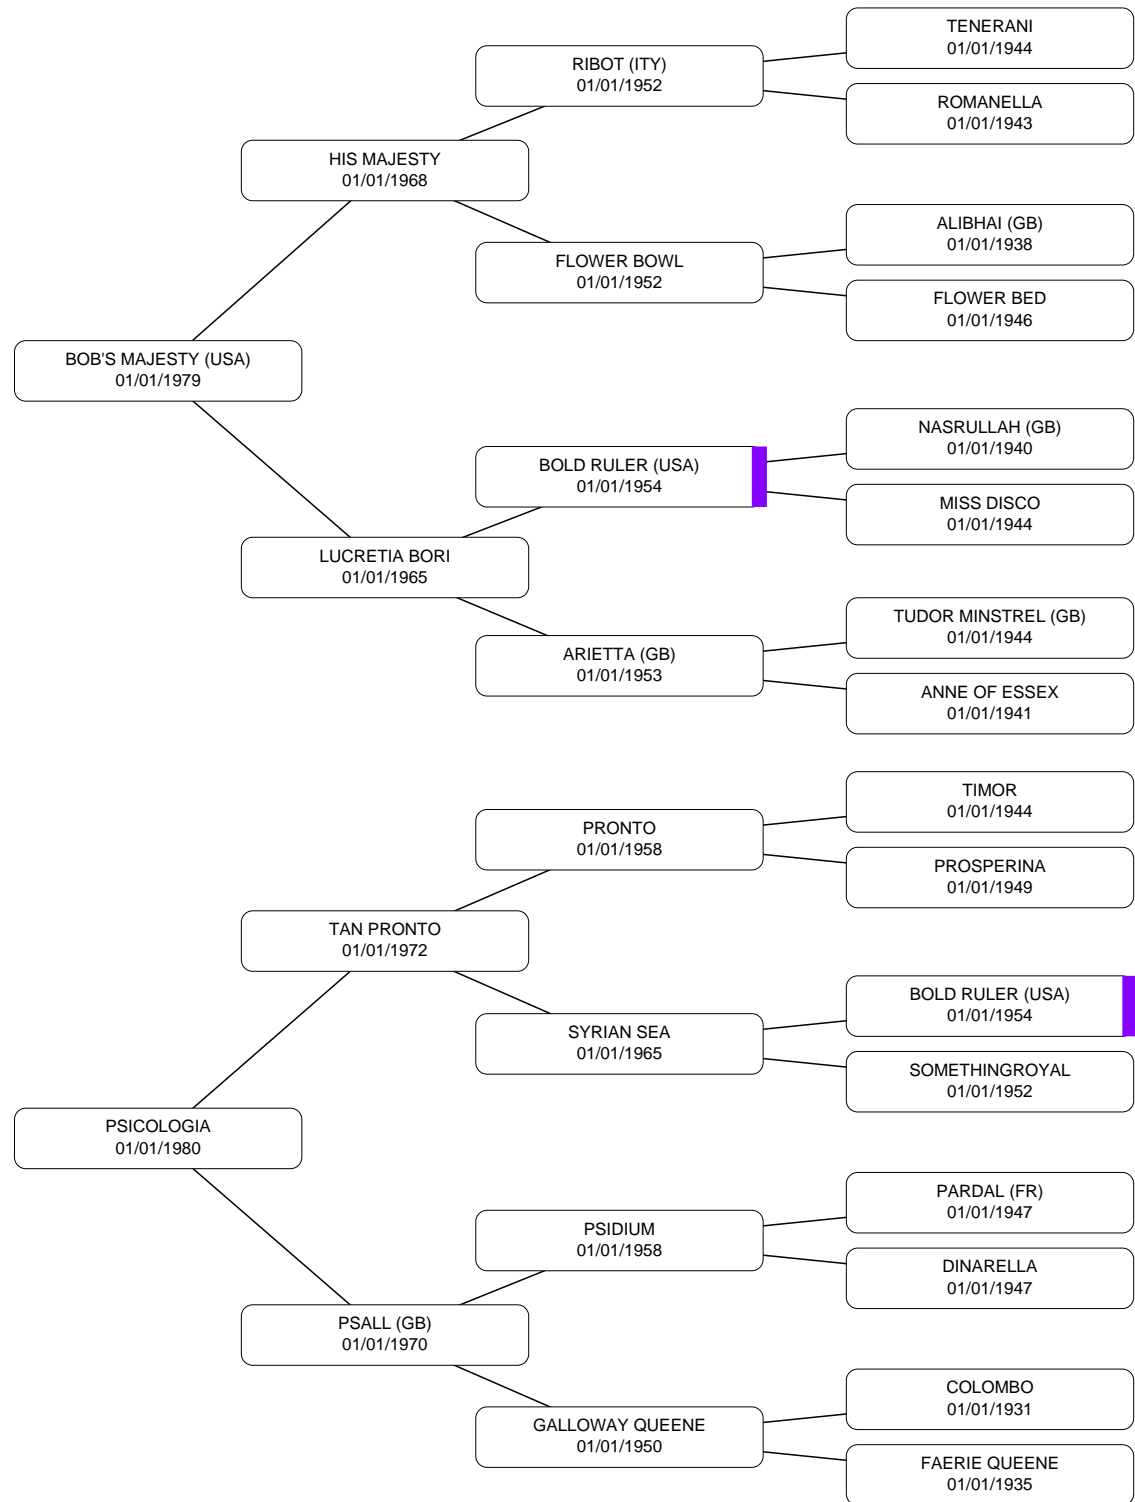 TENERANI
01/01/1944
RIBOT (ITY)
01/01/1952
ROMANELLA
01/01/1943
HIS MAJESTY
01/01/1968
ALIBHAI (GB)
01/01/1938
FLOWER BOWL
01/01/1952
FLOWER BED
01/01/1946
BOB'S MAJESTY (USA)
01/01/1979
NASRULLAH (GB)
01/01/1940
BOLD RULER (USA)
01/01/1954
MISS DISCO
01/01/1944
LUCRETIA BORI
01/01/1965
TUDOR MINSTREL (GB)
01/01/1944
ARIETTA (GB)
01/01/1953
ANNE OF ESSEX
01/01/1941
TIMOR
01/01/1944
PRONTO
01/01/1958
PROSPERINA
01/01/1949
TAN PRONTO
01/01/1972
BOLD RULER (USA)
01/01/1954
SYRIAN SEA
01/01/1965
SOMETHINGROYAL
01/01/1952
PSICOLOGIA
01/01/1980
PARDAL (FR)
01/01/1947
PSIDIUM
01/01/1958
DINARELLA
01/01/1947
PSALL (GB)
01/01/1970
COLOMBO
01/01/1931
GALLOWAY QUEENE
01/01/1950
FAERIE QUEENE
01/01/1935